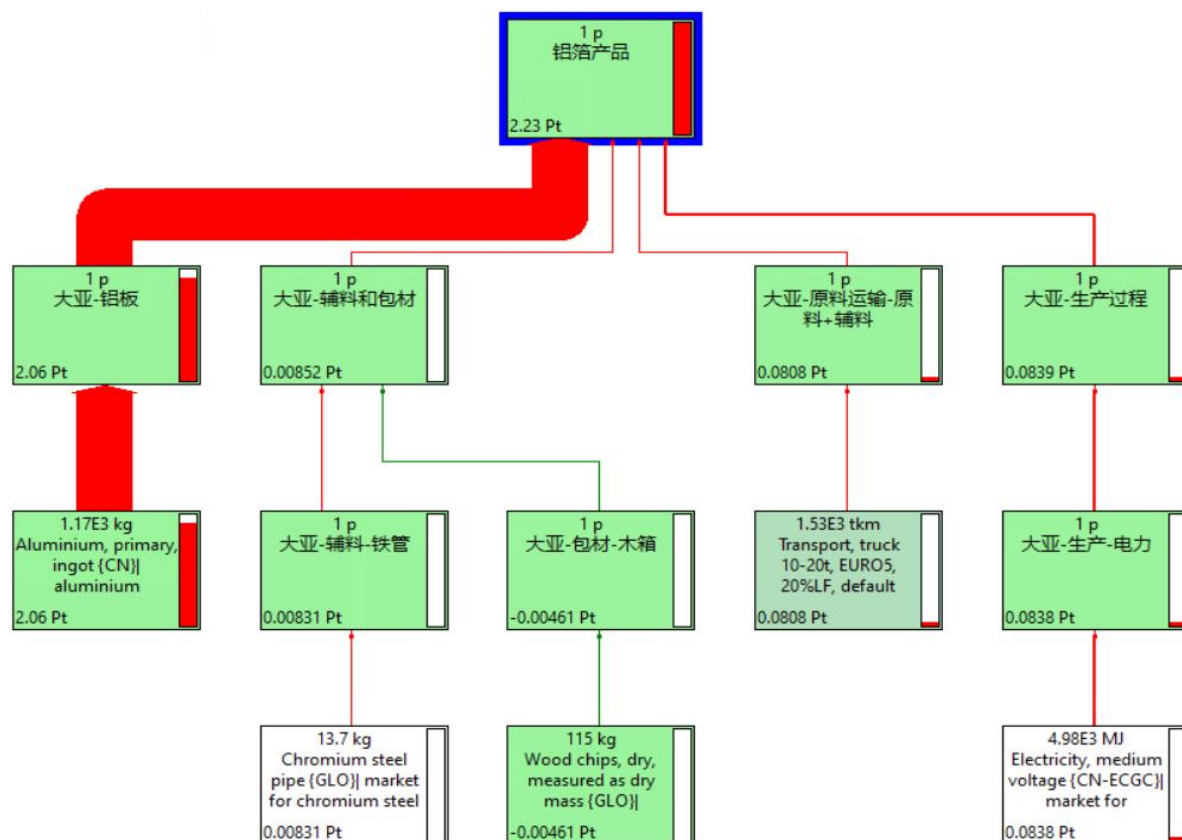 1 p
铝箔产品
2.23 Pt
1 p
大亚-铝板
2.06 Pt
1 p
大亚-辅料和包材
0.00852 Pt
1 p
大亚-原料运输-原
料+辅料
0.0808 Pt
1 p
大亚-生产过程
0.0839 Pt
1.17E3 kg
Aluminium, primary,
ingot {CN}|
aluminium
2.06 Pt
1 p
大亚-辅料-铁管
0.00831 Pt
1 p
大亚-包材-木箱
-0.00461 Pt
1.53E3 tkm
Transport, truck
10-20t, EURO5,
20%LF, default
0.0808 Pt
1 p
大亚-生产-电力
0.0838 Pt
13.7 kg
Chromium steel
pipe {GLO}| market
for chromium steel
0.00831 Pt
115 kg
Wood chips, dry,
measured as dry
mass {GLO}|
-0.00461 Pt
4.98E3 MJ
Electricity, medium
voltage {CN-ECGC}|
market for
0.0838 Pt